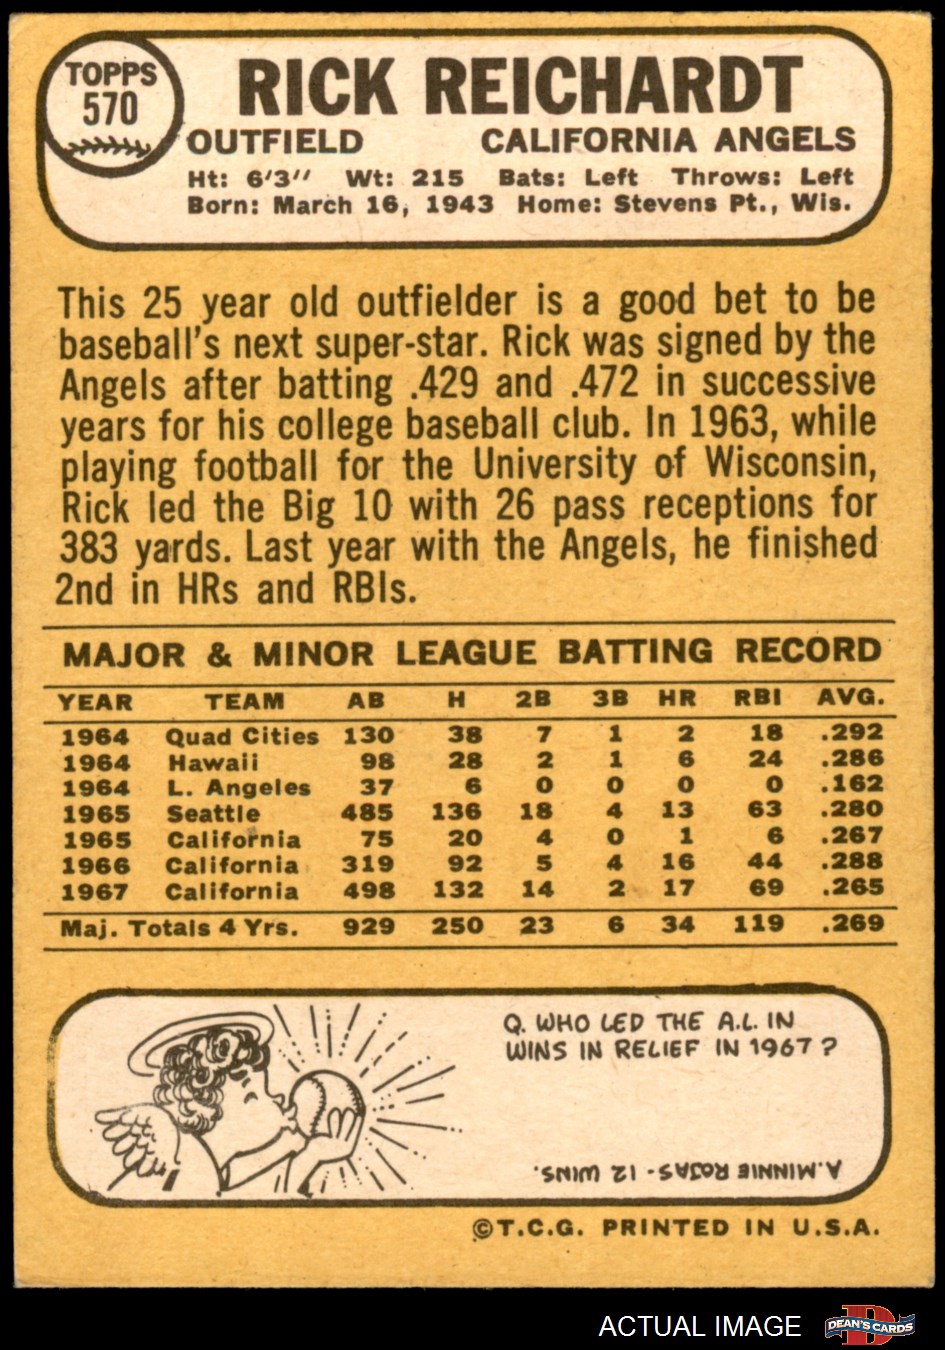 TOPPS
570
RICK REICHARDT
OUTFIELD CALIFORNIA ANGELS
Ht: 6'3" Wt: 215 Bats: Left Throws: Left
Born: March 16, 1943 Home: Stevens Pt., Wis.
This 25 year old outfielder is a good bet to be
baseball's next super-star. Rick was signed by the
Angels after batting .429 and .472 in successive
years for his college baseball club. In 1963, while
playing football for the University of Wisconsin,
Rick led the Big 10 with 26 pass receptions for
383 yards. Last year with the Angels, he finished
2nd in HRs and RBIs.
MAJOR & MINOR LEAGUE BATTING RECORD
YEAR TEAM AB H 2B 3B HR RBI AVG.
1964 Quad Cities 130 38 7 1 2 18 .292
1964 Hawaii 98 28 2 1 6 24 .286
1964 L. Angeles 37 6 0 0 0 0 .162
1965 Seattle 485 136 18 4 13 63 .280
1965 California 75 20 4 0 1 6 .267
1966 California 319 92 5 4 16 44 .288
1967 California 498 132 14 2 17 69 .265
Maj. Totals 4 Yrs. 929 250 23 6 34 119 .269
Q. WHO LED THE A.L. IN
WINS IN RELIEF IN 1967?
A. MINNIE ROJAS - 12 WINS.
©T.C.G. PRINTED IN U.S.A.
ACTUAL IMAGE
D
DEAN'S CARDS